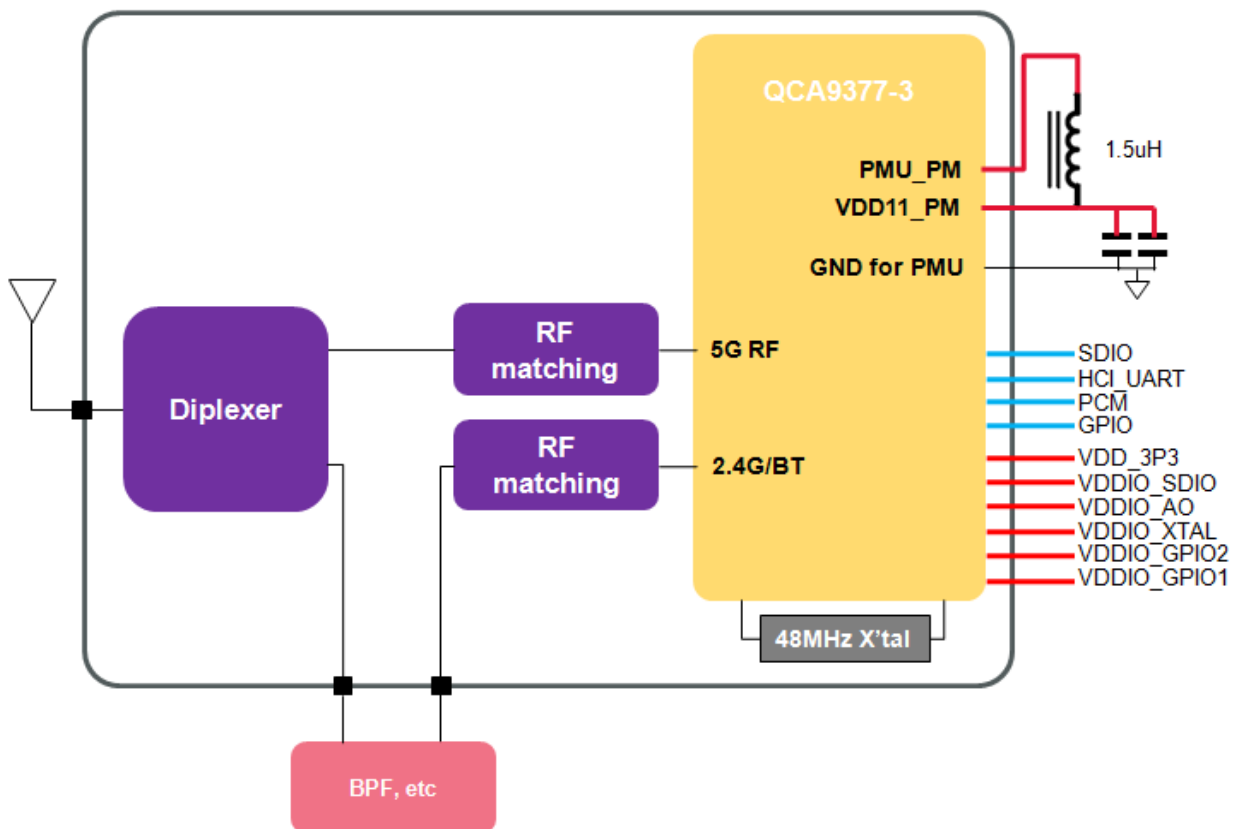 QCA9377-3
PMU_PM
1.5uH
VDD11_PM
GND for PMU
RF
matching
5G RF
SDIO
HCI_UART
PCM
GPIO
Diplexer
RF
matching
2.4G/BT
VDD_3P3
VDDIO_SDIO
VDDIO_AO
VDDIO_XTAL
VDDIO_GPIO2
VDDIO_GPIO1
48MHz X'tal
BPF, etc